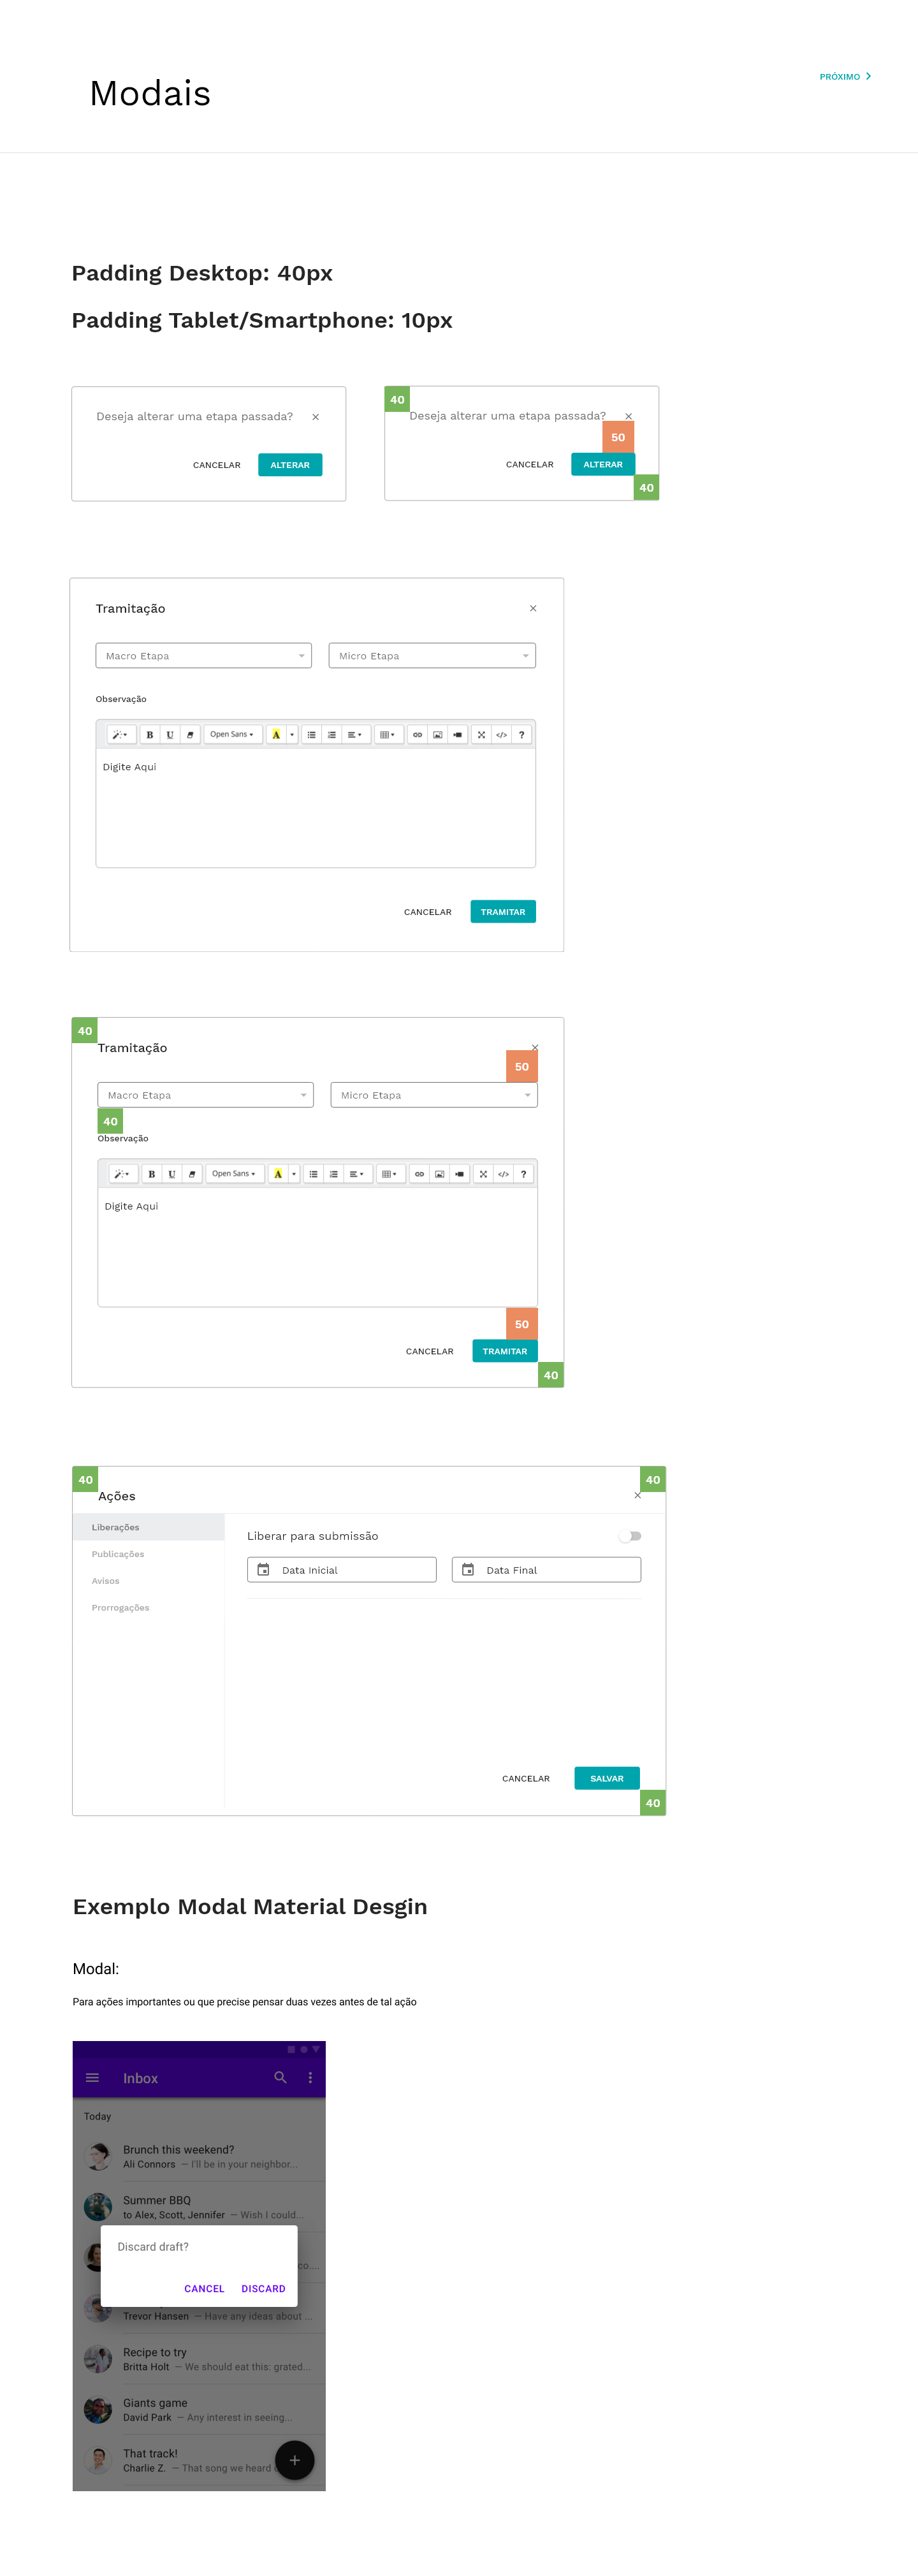 Modais
PRÓXIMO
Padding Desktop: 40px
Padding Tablet/Smartphone: 10px
Deseja alterar uma etapa passada?
CANCELAR ALTERAR
40
Deseja alterar uma etapa passada?
50
CANCELAR ALTERAR
40
Tramitação
Macro Etapa Micro Etapa
Observação
B U Open Sans A </> ?
Digite Aqui
CANCELAR TRAMITAR
40
Tramitação
50
Macro Etapa Micro Etapa
40
Observação
B U Open Sans A </> ?
Digite Aqui
50
CANCELAR TRAMITAR
40
40 40
Ações
Liberações
Publicações
Avisos
Prorrogações
Liberar para submissão
Data Inicial Data Final
CANCELAR SALVAR
40
Exemplo Modal Material Desgin
Modal:
Para ações importantes ou que precise pensar duas vezes antes de tal ação
Inbox
Today
Brunch this weekend?
Ali Connors — I'll be in your neighbor...
Summer BBQ
to Alex, Scott, Jennifer — Wish I could...
co....
Discard draft?
CANCEL DISCARD
Trevor Hansen — Have any ideas about ...
Recipe to try
Britta Holt — We should eat this: grated...
Giants game
David Park — Any interest in seeing...
That track!
Charlie Z. — That song we heard